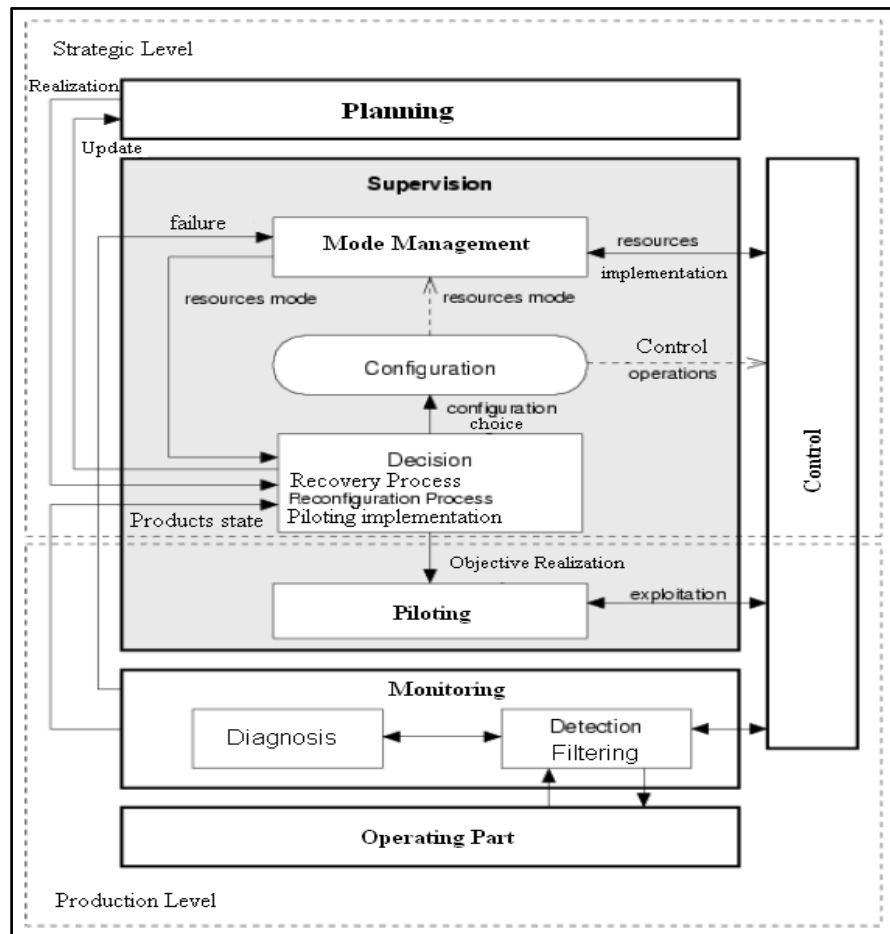 Strategic Level
Realization
Planning
Update
Supervision
failure
Mode Management
resources
implementation
resources mode
resources mode
Configuration
Control
operations
configuration
choice
Decision
Recovery Process
Reconfiguration Process
Piloting implementation
Products state
Control
Objective Realization
Piloting
exploitation
Monitoring
Diagnosis
Detection
Filtering
Operating Part
Production Level